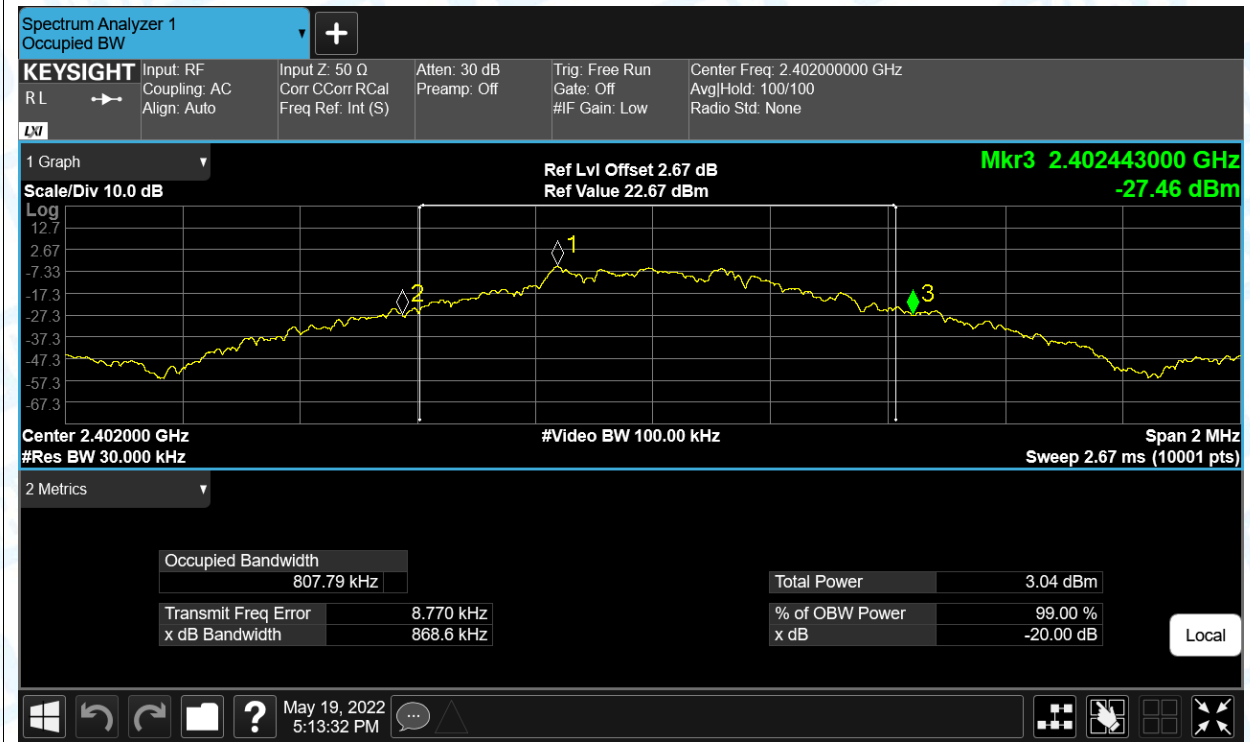 Spectrum Analyzer 1
Occupied BW
KEYSIGHT
R L
LXI
Input: RF
Coupling: AC
Align: Auto
Input Z: 50 Ω
Corr CCorr RCal
Freq Ref: Int (S)
Atten: 30 dB
Preamp: Off
Trig: Free Run
Gate: Off
#IF Gain: Low
Center Freq: 2.402000000 GHz
Avg|Hold: 100/100
Radio Std: None
1 Graph
Scale/Div 10.0 dB
Ref Lvl Offset 2.67 dB
Ref Value 22.67 dBm
Mkr3 2.402443000 GHz
-27.46 dBm
Log
12.7
2.67
-7.33
-17.3
-27.3
-37.3
-47.3
-57.3
-67.3
1
2
3
Center 2.402000 GHz
#Res BW 30.000 kHz
#Video BW 100.00 kHz
Span 2 MHz
Sweep 2.67 ms (10001 pts)
2 Metrics
Occupied Bandwidth
807.79 kHz
Transmit Freq Error 8.770 kHz
x dB Bandwidth 868.6 kHz
Total Power 3.04 dBm
% of OBW Power 99.00 %
x dB -20.00 dB
Local
?
May 19, 2022
5:13:32 PM